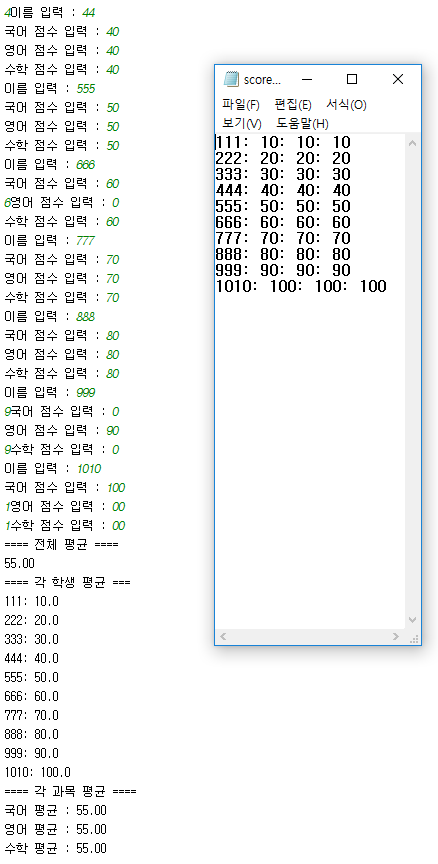 4이름 입력 : 44
국어 점수 입력 : 40
영어 점수 입력 : 40
수학 점수 입력 : 40
이름 입력 : 555
국어 점수 입력 : 50
영어 점수 입력 : 50
수학 점수 입력 : 50
이름 입력 : 666
국어 점수 입력 : 60
6영어 점수 입력 : 0
수학 점수 입력 : 60
이름 입력 : 777
국어 점수 입력 : 70
영어 점수 입력 : 70
수학 점수 입력 : 70
이름 입력 : 888
국어 점수 입력 : 80
영어 점수 입력 : 80
수학 점수 입력 : 80
이름 입력 : 999
9국어 점수 입력 : 0
영어 점수 입력 : 90
9수학 점수 입력 : 0
이름 입력 : 1010
국어 점수 입력 : 100
1영어 점수 입력 : 00
1수학 점수 입력 : 00
==== 전체 평균 ====
55.00
==== 각 학생 평균 ===
111: 10.0
222: 20.0
333: 30.0
444: 40.0
555: 50.0
666: 60.0
777: 70.0
888: 80.0
999: 90.0
1010: 100.0
==== 각 과목 평균 ====
국어 평균 : 55.00
영어 평균 : 55.00
수학 평균 : 55.00
score...
파일(F) 편집(E) 서식(O)
보기(V) 도움말(H)
111: 10: 10: 10
222: 20: 20: 20
333: 30: 30: 30
444: 40: 40: 40
555: 50: 50: 50
666: 60: 60: 60
777: 70: 70: 70
888: 80: 80: 80
999: 90: 90: 90
1010: 100: 100: 100